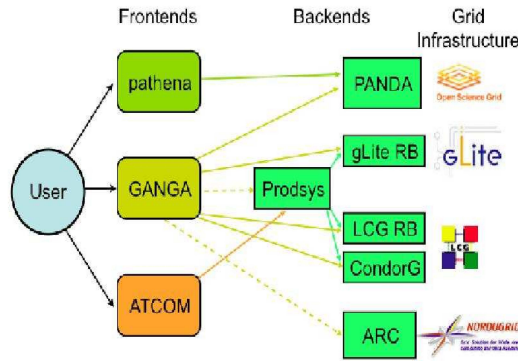 Frontends
Backends
Grid
Infrastructure
pathena
PANDA
Open Science Grid
gLite RB
gLite
User
GANGA
Prodsys
LCG RB
LCG
CondorG
ATCOM
ARC
NORDUGRID